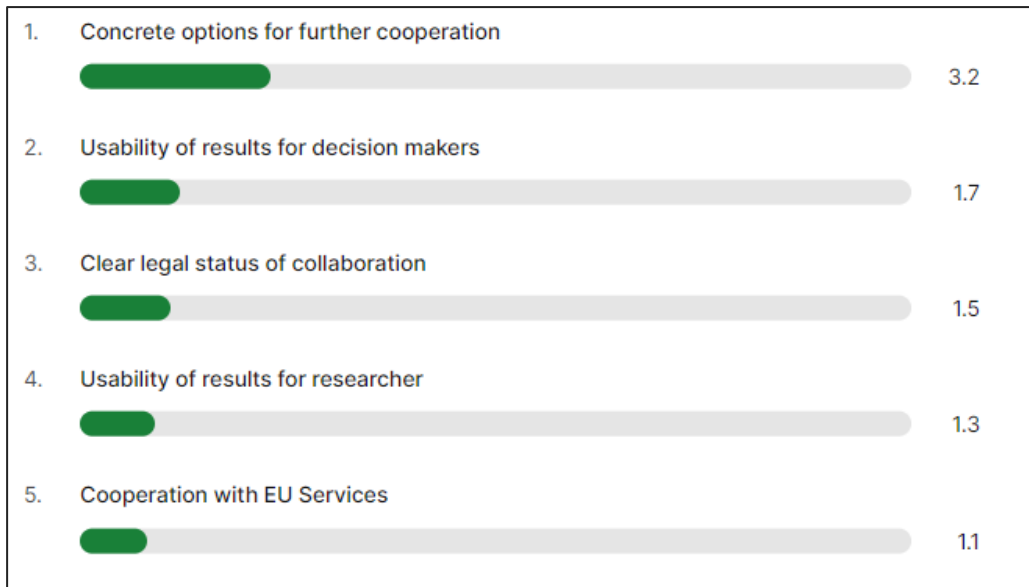 1. Concrete options for further cooperation
3.2
2. Usability of results for decision makers
1.7
3. Clear legal status of collaboration
1.5
4. Usability of results for researcher
1.3
5. Cooperation with EU Services
1.1